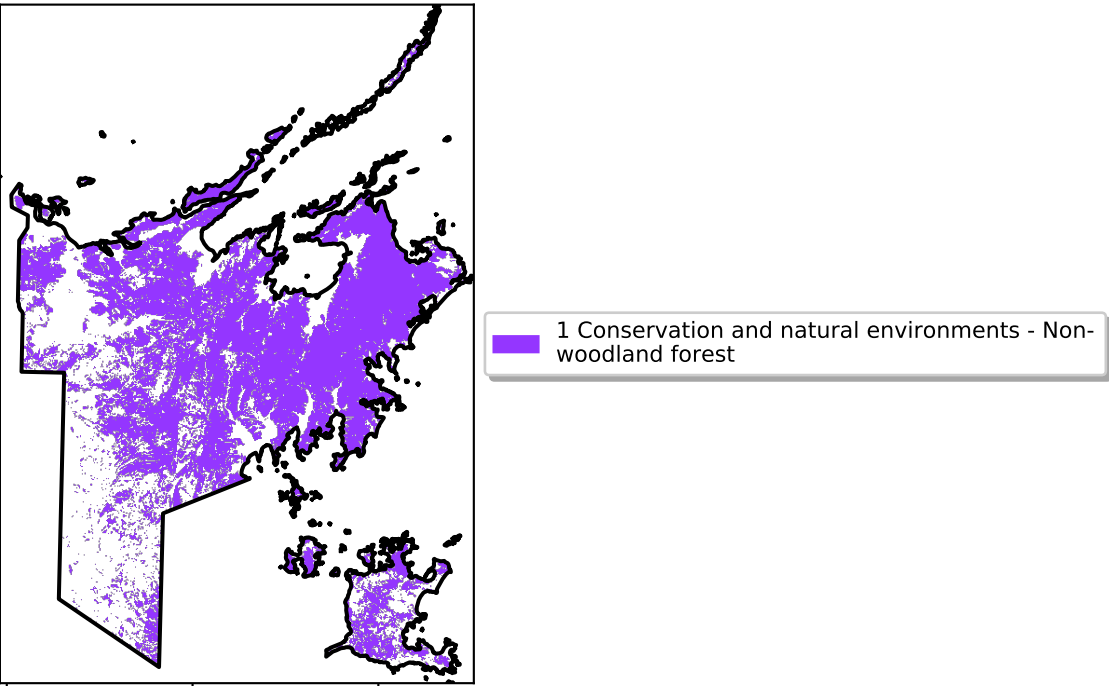 1 Conservation and natural environments - Non-
woodland forest